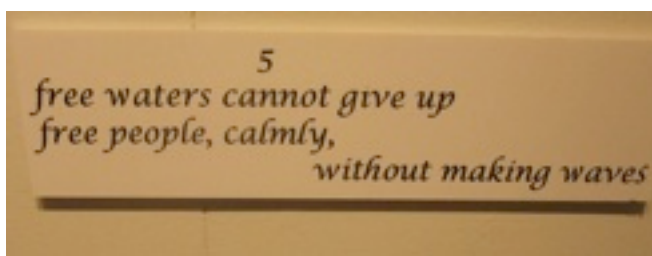 5
free waters cannot give up
free people, calmly,
without making waves